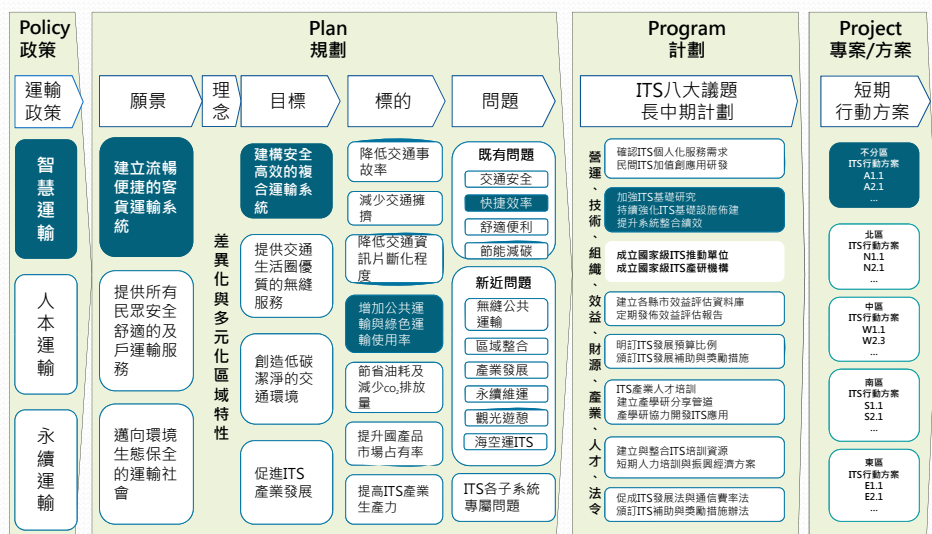 Policy
政策
Plan
規劃
Program
計劃
Project
專案/方案
運輸
政策
願景
理
念
目標
標的
問題
ITS八大議題
長中期計劃
短期
行動方案
智
慧
運
輸
人
本
運
輸
永
續
運
輸
建立流暢
便捷的客
貨運輸系
統
提供所有
民眾安全
舒適的及
戶運輸服
務
邁向環境
生態保全
的運輸社
會
差
異
化
與
多
元
化
區
域
特
性
建構安全
高效的複
合運輸系
統
提供交通
生活圈優
質的無縫
服務
創造低碳
潔淨的交
通環境
促進ITS
產業發展
降低交通事
故率
減少交通擁
擠
降低交通資
訊片斷化程
度
增加公共運
輸與綠色運
輸使用率
節省油耗及
減少co₂排放
量
提升國產品
市場占有率
提高ITS產業
生產力
既有問題
交通安全
快捷效率
舒適便利
節能減碳
新近問題
無縫公共
運輸
區域整合
產業發展
永續維運
觀光遊憩
海空運ITS
ITS各子系統
專屬問題
營
運
、
技
術
、
組
織
、
效
益
、
財
源
、
產
業
、
人
才
、
法
令
確認ITS個人化服務需求
民間ITS加值創應用研發
加強ITS基礎研究
持續強化ITS基礎設施佈建
提升系統整合績效
成立國家級ITS推動單位
成立國家級ITS產研機構
建立各縣市效益評估資料庫
定期發佈效益評估報告
明訂ITS發展預算比例
頒訂ITS發展補助與獎勵措施
ITS產業人才培訓
建立產學研分享管道
產學研協力開發ITS應用
建立與整合ITS培訓資源
短期人力培訓與振興經濟方案
促成ITS發展法與通信費率法
頒訂ITS補助與獎勵措施辦法
不分區
ITS行動方案
A1.1
A2.1
...
北區
ITS行動方案
N1.1
N2.1
...
中區
ITS行動方案
W1.1
W2.3
...
南區
ITS行動方案
S1.1
S2.1
...
東區
ITS行動方案
E1.1
E2.1
...